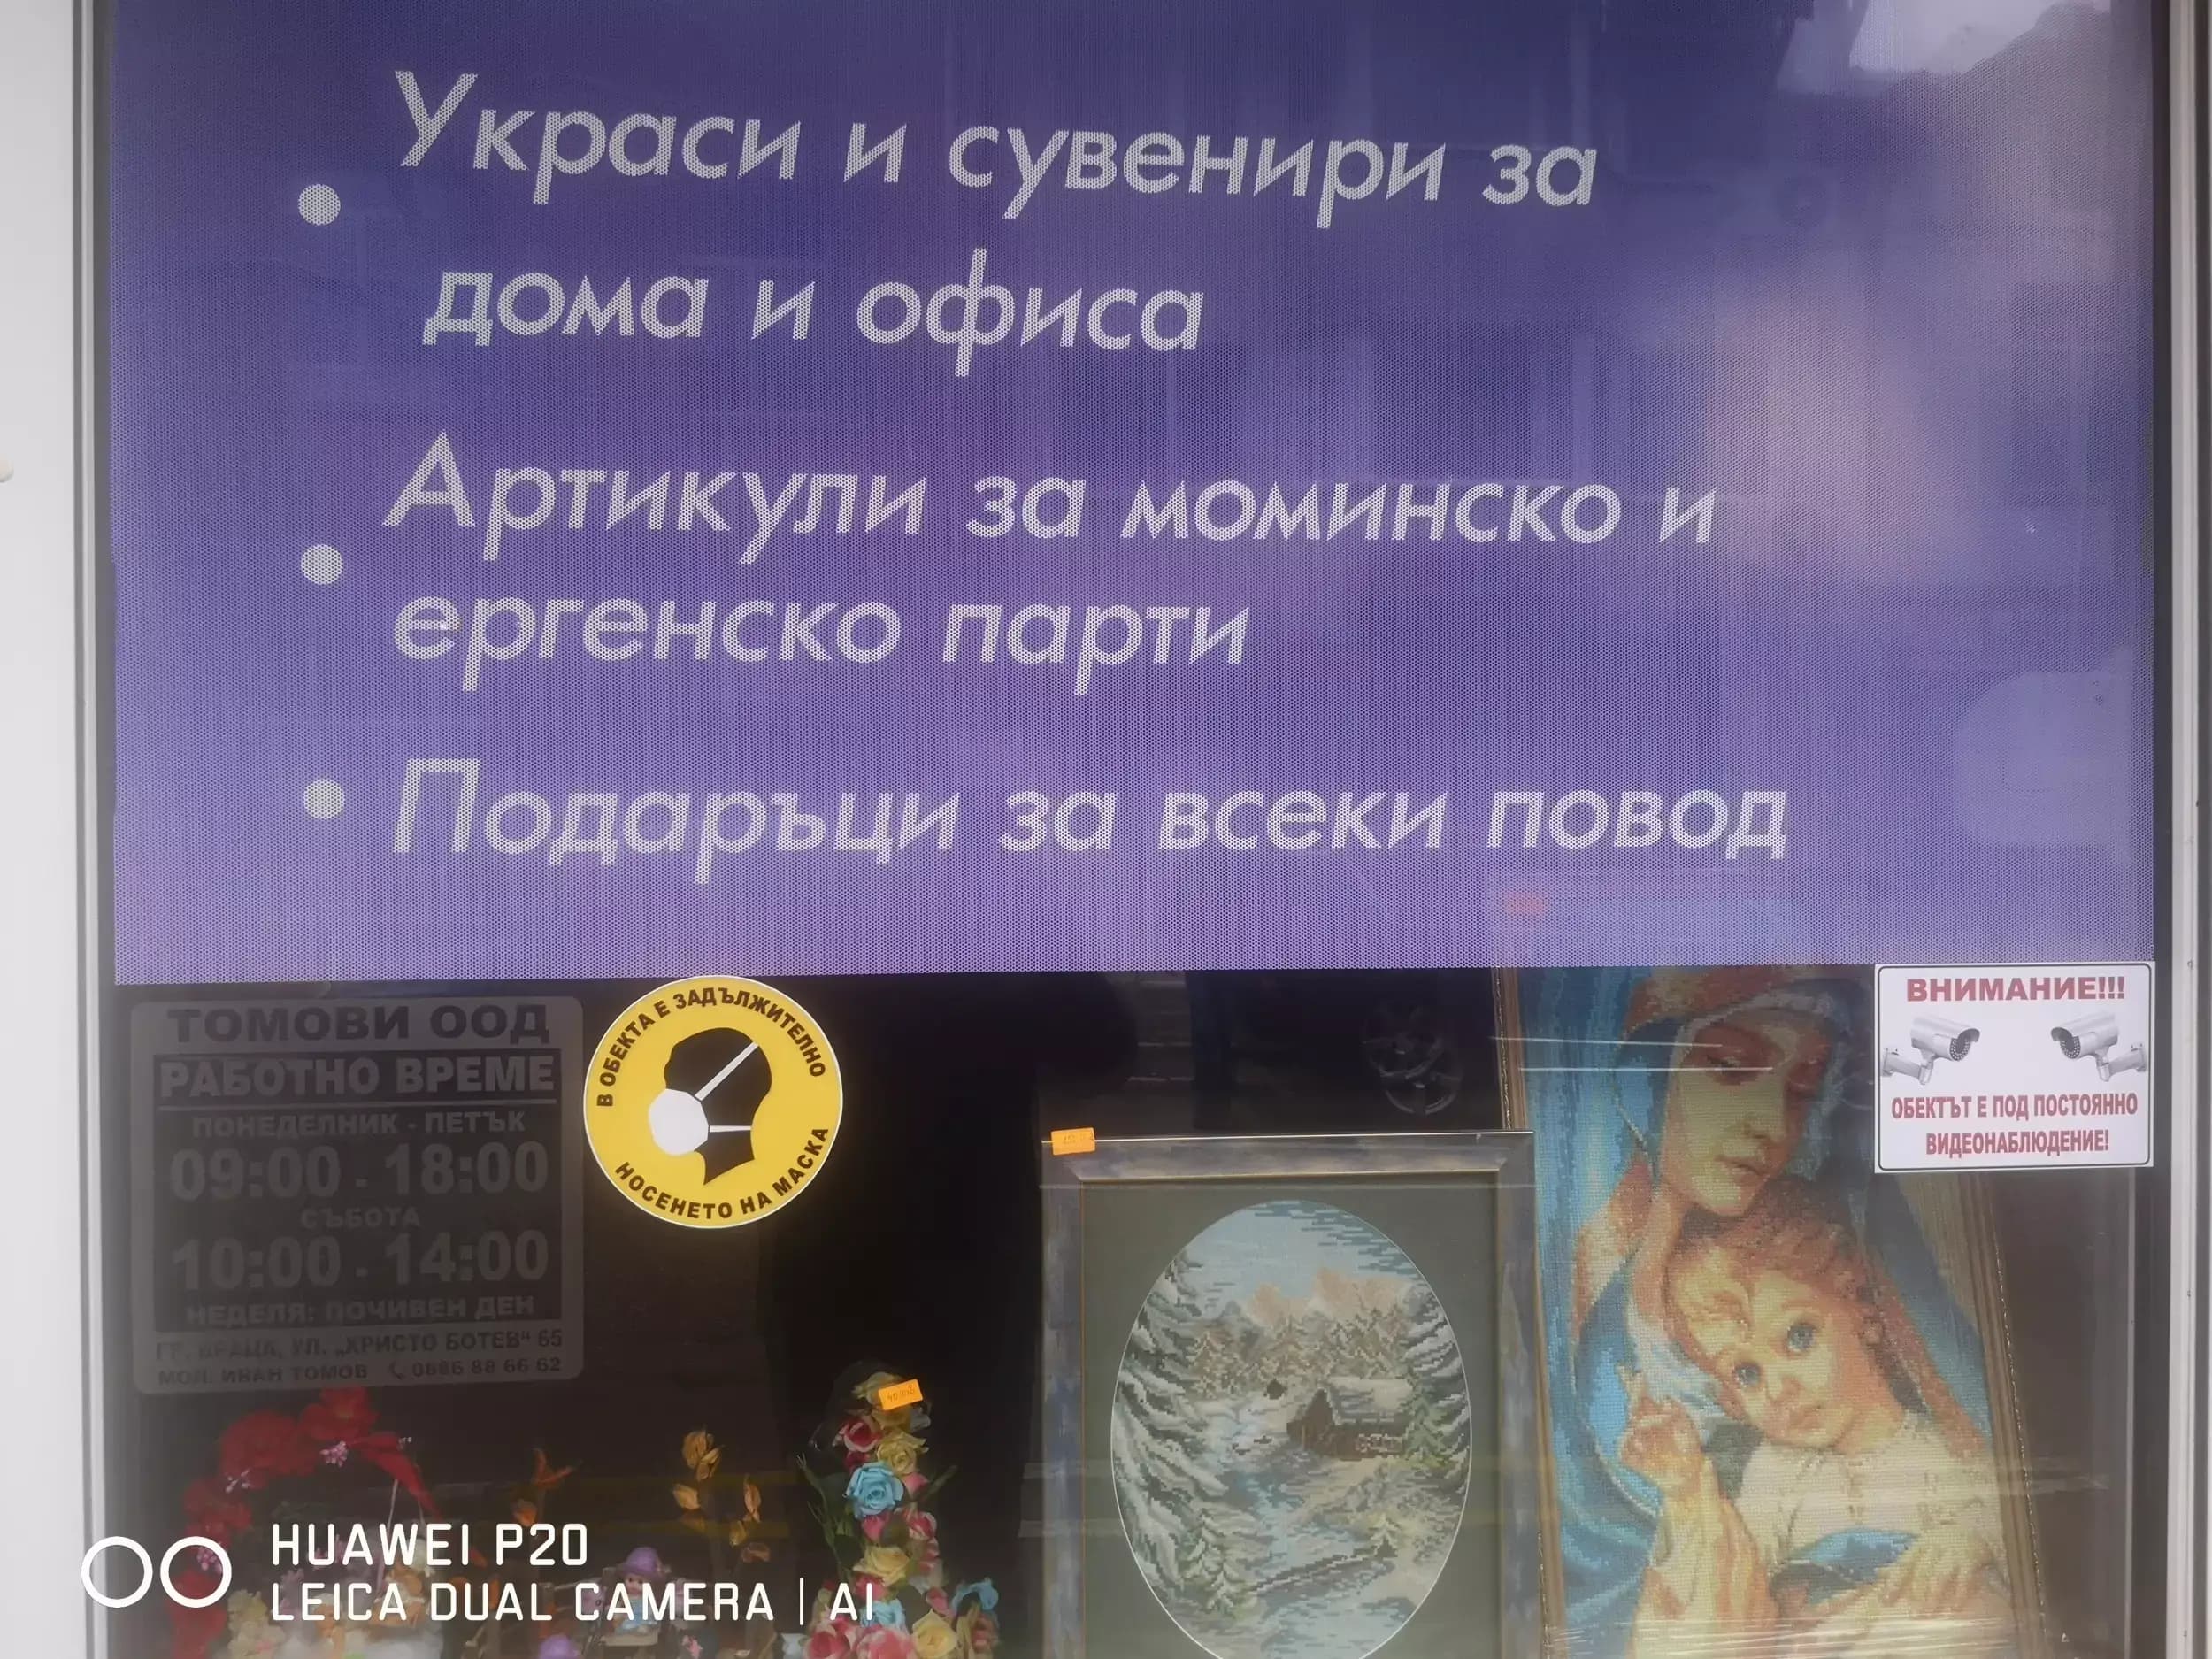 Украси и сувенири за
дома и офиса
Артикули за моминско и
ергенско парти
Подаръци за всеки повод
ТОМОВИ ООД
РАБОТНО ВРЕМЕ
ПОНЕДЕЛНИК - ПЕТЪК
09:00 - 18:00
СЪБОТА
10:00 - 14:00
НЕДЕЛЯ: ПОЧИВЕН ДЕН
ГР. ВРАЦА, УЛ. „ХРИСТО БОТЕВ“ 65
МОЛ. ИВАН ТОМОВ 0886 88 66 62
В ОБЕКТА Е ЗАДЪЛЖИТЕЛНО
НОСЕНЕТО НА МАСКА
ВНИМАНИЕ!!!
ОБЕКТЪТ Е ПОД ПОСТОЯННО
ВИДЕОНАБЛЮДЕНИЕ!
HUAWEI P20
LEICA DUAL CAMERA | AI